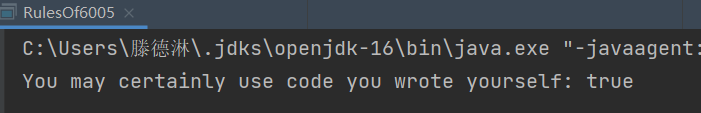 RulesOf6005
C:\Users\滕德淋\.jdks\openjdk-16\bin\java.exe "-javaagent:
You may certainly use code you wrote yourself: true